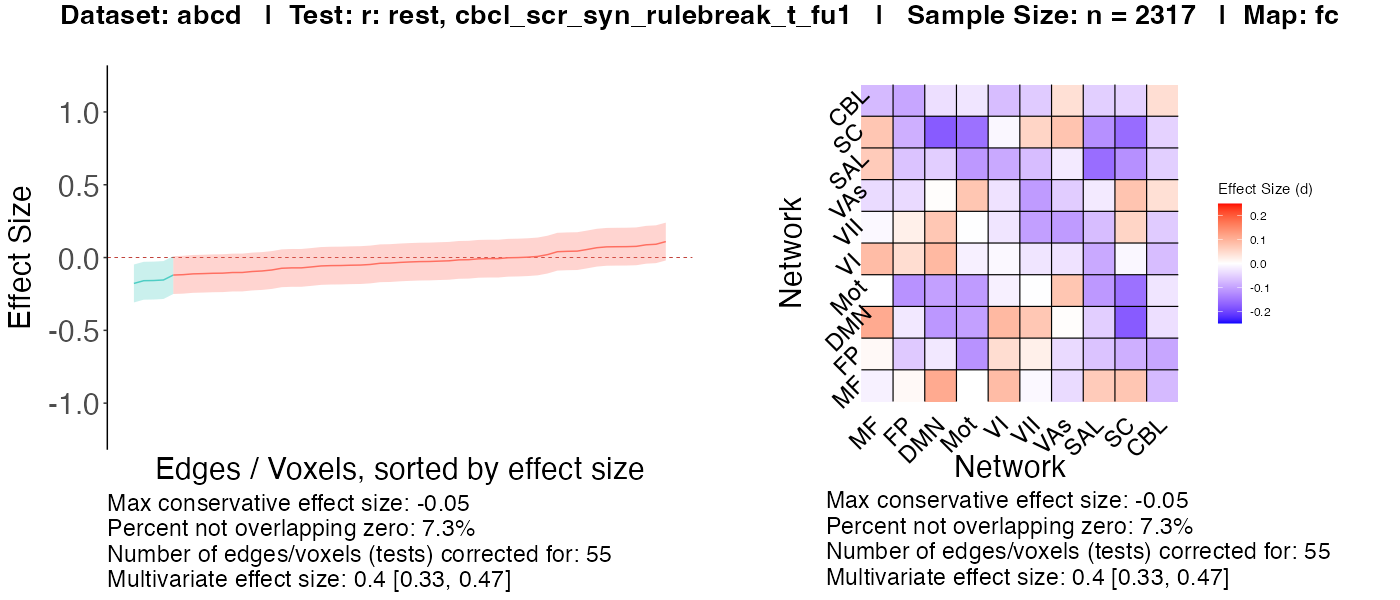 Dataset: abcd | Test: r: rest, cbcl_scr_syn_rulebreak_t_fu1 | Sample Size: n = 2317 | Map: fc
Effect Size
1.0
0.5
0.0
-0.5
-1.0
Edges / Voxels, sorted by effect size
Max conservative effect size: -0.05
Percent not overlapping zero: 7.3%
Number of edges/voxels (tests) corrected for: 55
Multivariate effect size: 0.4 [0.33, 0.47]
Network
CBL
SC
SAL
VAs
VII
VI
Mot
DMN
FP
MF
MF
FP
DMN
Mot
VI
VII
VAs
SAL
SC
CBL
Network
Effect Size (d)
0.2
0.1
0.0
-0.1
-0.2
Max conservative effect size: -0.05
Percent not overlapping zero: 7.3%
Number of edges/voxels (tests) corrected for: 55
Multivariate effect size: 0.4 [0.33, 0.47]